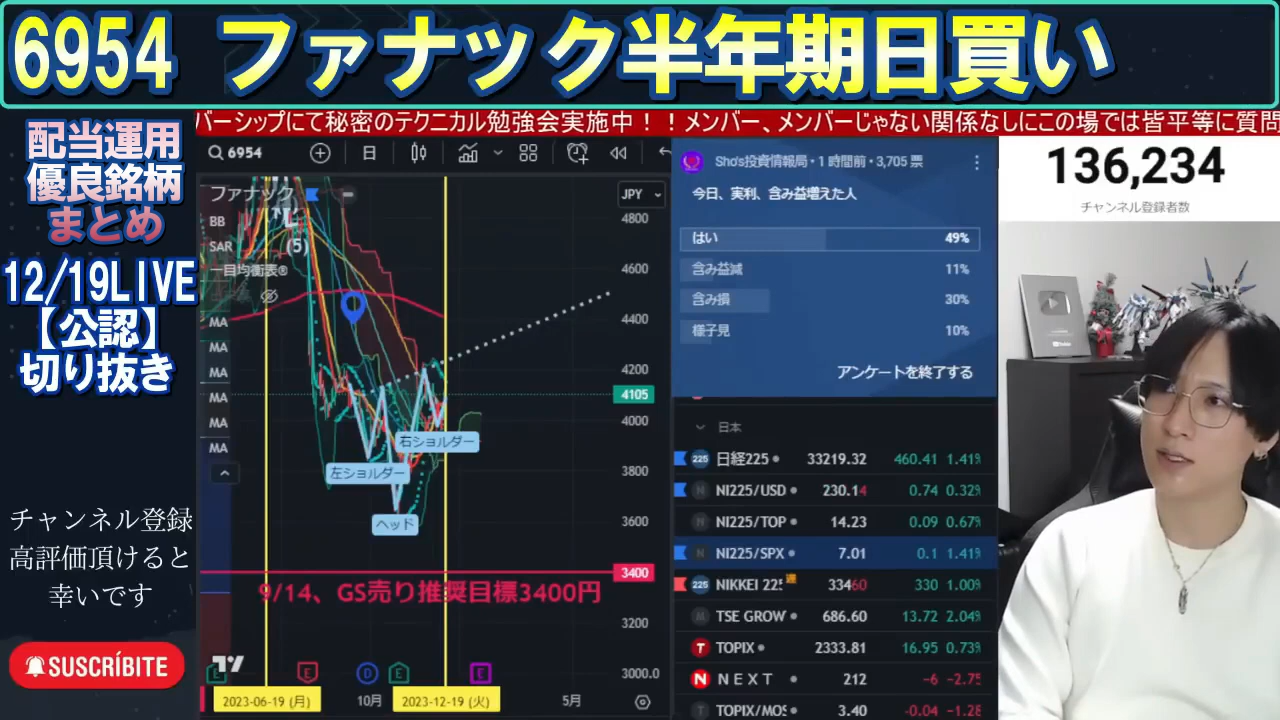 6954 ファナック半年期日買い
配当運用
優良銘柄
まとめ
12/19LIVE
【公認】
切り抜き
チャンネル登録
高評価頂けると
幸いです
SUSCRÍBITE
バーシップにて秘密のテクニカル勉強会実施中！！メンバー、メンバーじゃない関係なしにこの場では皆平等に質問
6954
日
ファナック
BB
SAR
(5)
一目均衡表
MA
MA
MA
MA
MA
MA
JPY
4800
4600
4400
4200
4105
4000
3800
3600
3400
3200
3000.0
右ショルダー
左ショルダー
ヘッド
9/14、GS売り推奨目標3400円
E
E
D
E
E
2023-06-19 (月)
10月
2023-12-19 (火)
5月
Sho's投資情報局・1 時間前・3,705 票
今日、実利、含み益増えた人
はい 49%
含み益減 11%
含み損 30%
様子見 10%
アンケートを終了する
日本
225 日経225 33219.32 460.41 1.41%
N NI225/USD 230.14 0.74 0.32%
N NI225/TOP 14.23 0.09 0.67%
N NI225/SPX 7.01 0.1 1.41%
225 NIKKEI 225 33460 330 1.00%
M TSE GROW 686.60 13.72 2.04%
T TOPIX 2333.81 16.95 0.73%
N NEXT 212 -6 -2.75
T TOPIX/MOS 3.40 -0.04 -1.28
136,234
チャンネル登録者数